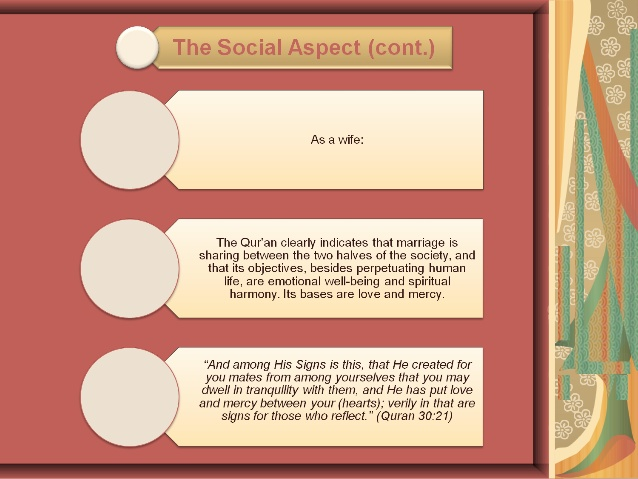 The Social Aspect (cont.)
As a wife:
The Qur'an clearly indicates that marriage is
sharing between the two halves of the society, and
that its objectives, besides perpetuating human
life, are emotional well-being and spiritual
harmony. Its bases are love and mercy.
“And among His Signs is this, that He created for
you mates from among yourselves that you may
dwell in tranquility with them, and He has put love
and mercy between your (hearts); verily in that are
signs for those who reflect.” (Quran 30:21)